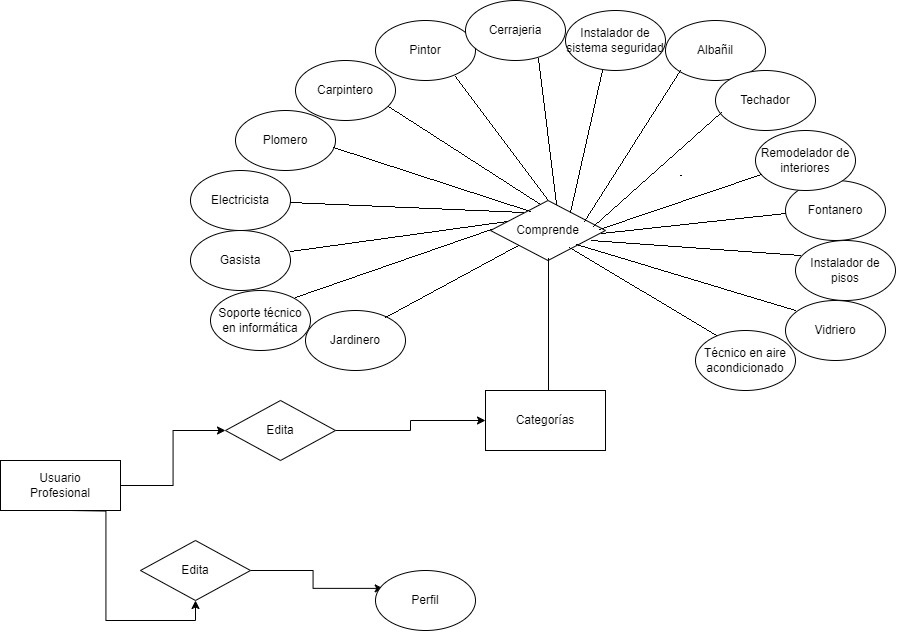 Cerrajeria
Instalador de
sistema seguridad
Pintor
Albañil
Carpintero
Techador
Plomero
Remodelador de
interiores
Electricista
Fontanero
Comprende
Gasista
Instalador de
pisos
Soporte técnico
en informática
Jardinero
Vidriero
Técnico en aire
acondicionado
Edita
Categorías
Usuario
Profesional
Edita
Perfil